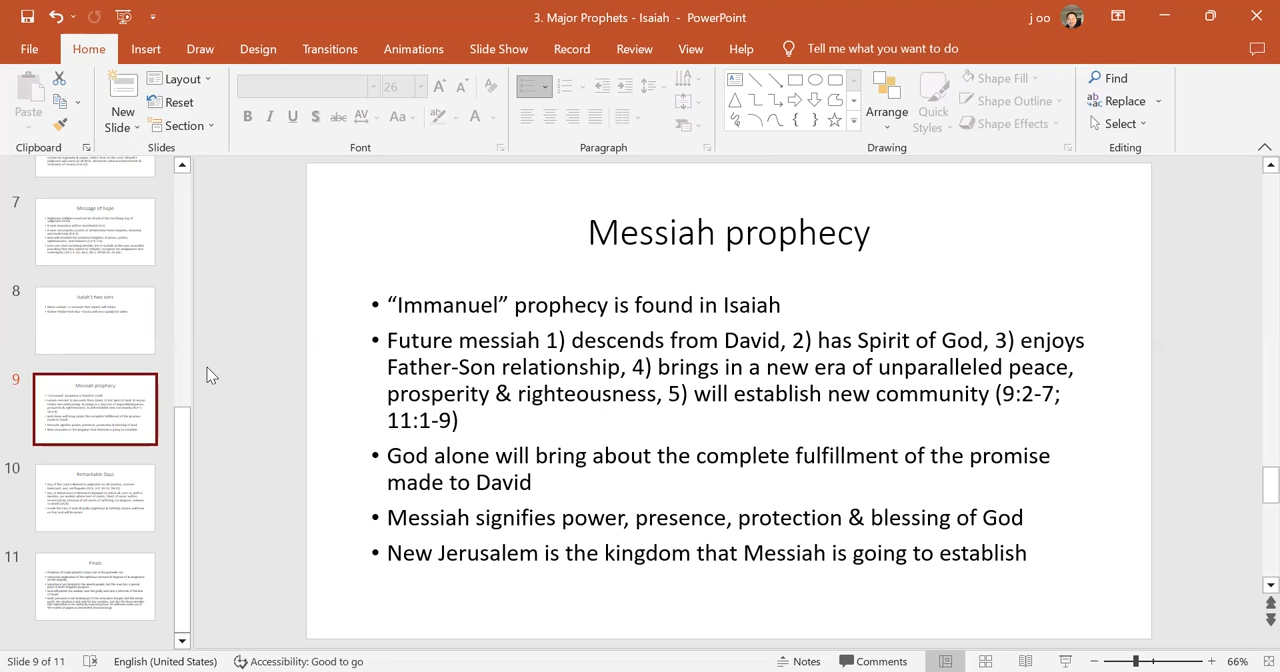 3. Major Prophets - Isaiah - PowerPoint
j oo
File Home Insert Draw Design Transitions Animations Slide Show Record Review View Help Tell me what you want to do
Paste
Clipboard
New Slide
Layout
Reset
Section
Slides
26
B I U S abc AV Aa A
Font
Paragraph
Arrange
Quick Styles
Shape Fill
Shape Outline
Shape Effects
Drawing
Find
Replace
Select
Editing
7
Message of hope
8
Isaiah's two sons
9
Messiah prophecy
10
Remarkable Days
11
Finals
Messiah prophecy
• “Immanuel” prophecy is found in Isaiah
• Future messiah 1) descends from David, 2) has Spirit of God, 3) enjoys
Father-Son relationship, 4) brings in a new era of unparalleled peace,
prosperity & righteousness, 5) will establish new community (9:2-7;
11:1-9)
• God alone will bring about the complete fulfillment of the promise
made to David
• Messiah signifies power, presence, protection & blessing of God
• New Jerusalem is the kingdom that Messiah is going to establish
Slide 9 of 11 English (United States) Accessibility: Good to go Notes Comments 66%